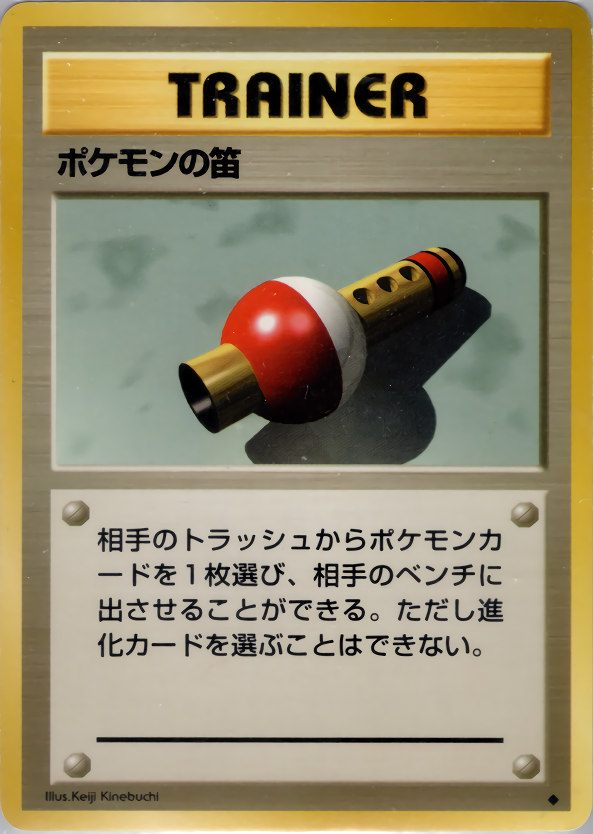 TRAINER
ポケモンの笛
相手のトラッシュからポケモンカ
ードを1枚選び、相手のベンチに
出させることができる。ただし進
化カードを選ぶことはできない。
Illus.Keiji Kinebuchi